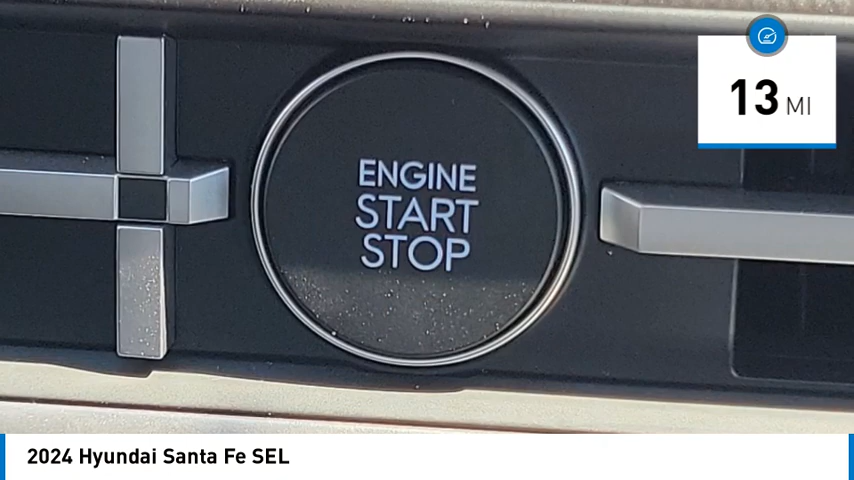 13 MI
ENGINE
START
STOP
2024 Hyundai Santa Fe SEL